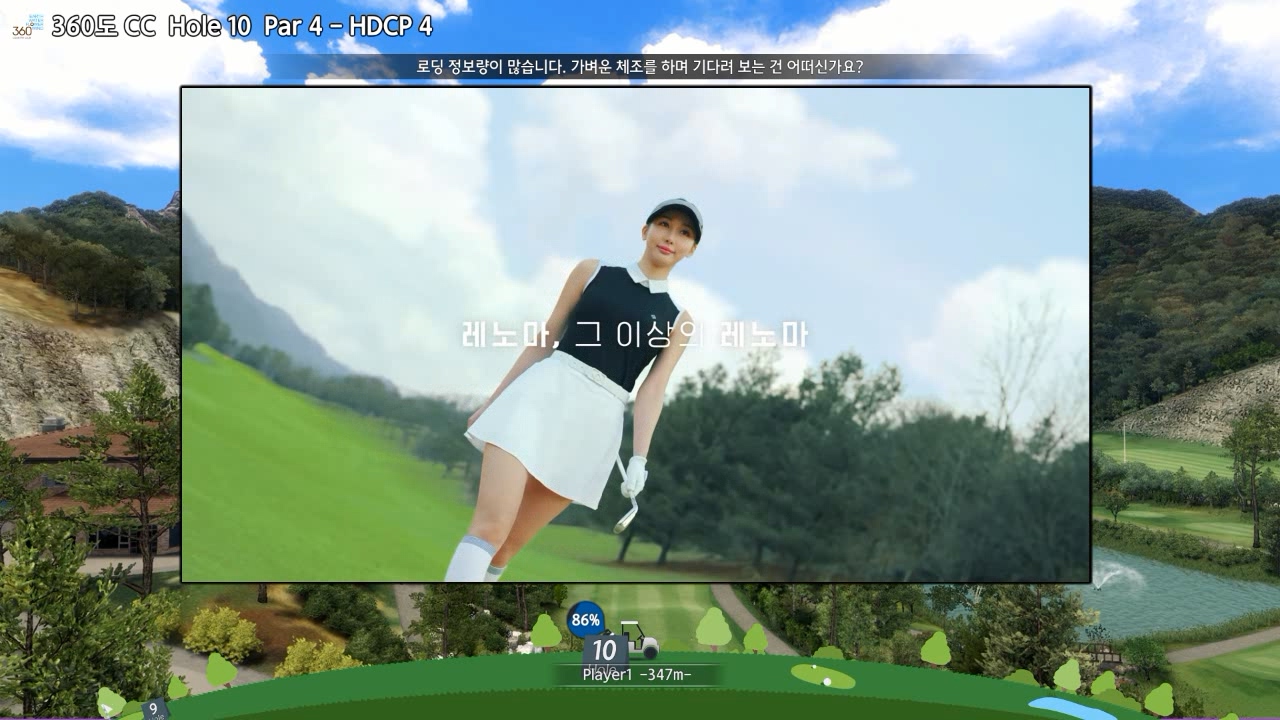 360도 CC Hole 10 Par 4 - HDCP 4
로딩 정보량이 많습니다. 가벼운 체조를 하며 기다려 보는 건 어떠신가요?
레노마, 그 이상의 레노마
86%
10
Hole
Player1 -347m-
9